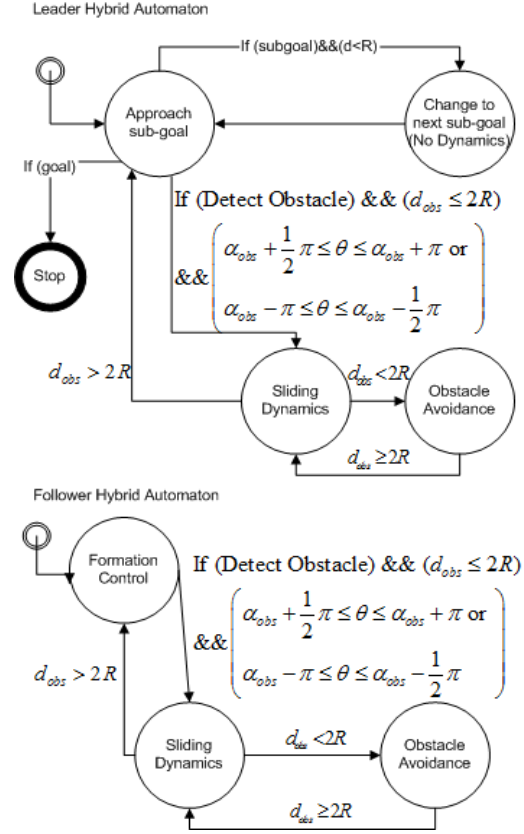 Leader Hybrid Automaton
If (subgoal)&&(d<R)
Approach
sub-goal
Change to
next sub-goal
(No Dynamics)
If (goal)
If (Detect Obstacle) && (d_obs ≤ 2R)
&& ( α_obs + 1/2 π ≤ θ ≤ α_obs + π or
α_obs − π ≤ θ ≤ α_obs − 1/2 π )
Stop
d_obs > 2R
Sliding
Dynamics
d_obs <2R
Obstacle
Avoidance
d_obs ≥2R
Follower Hybrid Automaton
Formation
Control
If (Detect Obstacle) && (d_obs ≤ 2R)
&& ( α_obs + 1/2 π ≤ θ ≤ α_obs + π or
α_obs − π ≤ θ ≤ α_obs − 1/2 π )
d_obs > 2R
Sliding
Dynamics
d_obs <2R
Obstacle
Avoidance
d_obs ≥2R